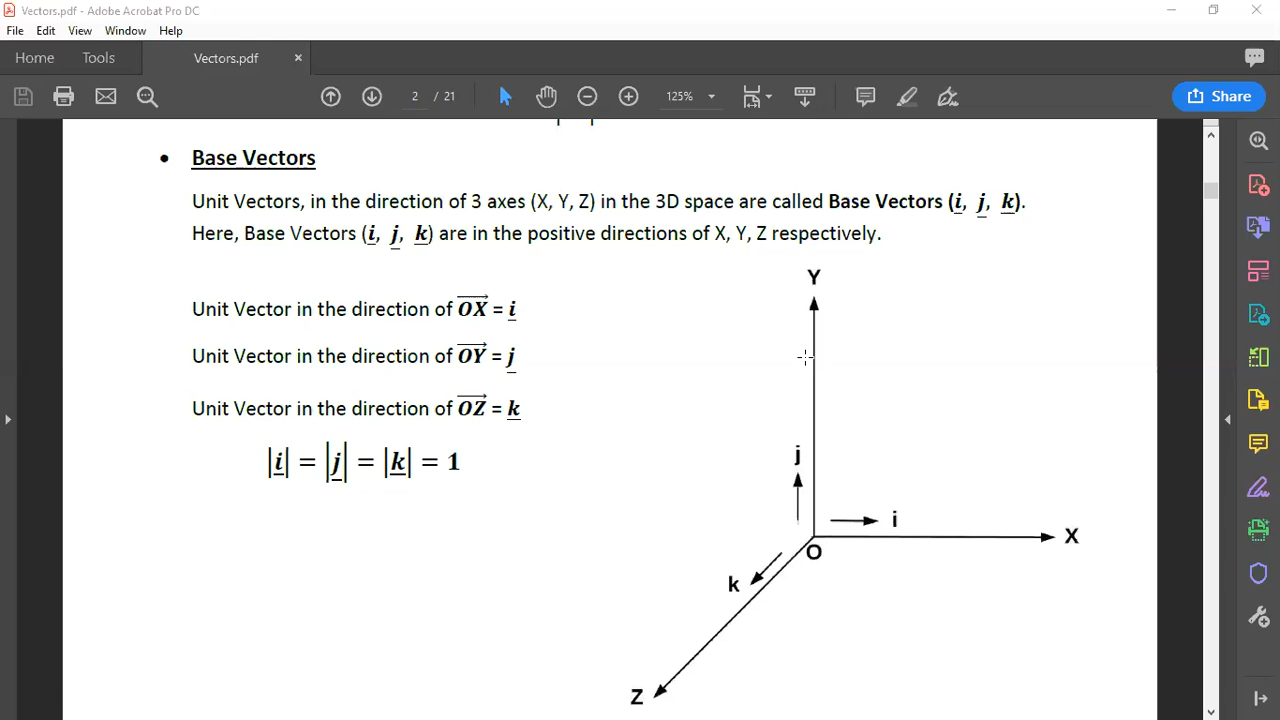 Vectors.pdf - Adobe Acrobat Pro DC
File Edit View Window Help
Home Tools Vectors.pdf ×
2 / 21 125% Share
• Base Vectors
Unit Vectors, in the direction of 3 axes (X, Y, Z) in the 3D space are called Base Vectors (i, j, k).
Here, Base Vectors (i, j, k) are in the positive directions of X, Y, Z respectively.
Y
Unit Vector in the direction of OX = i
Unit Vector in the direction of OY = j
Unit Vector in the direction of OZ = k
|i| = |j| = |k| = 1
j
i
X
O
k
Z